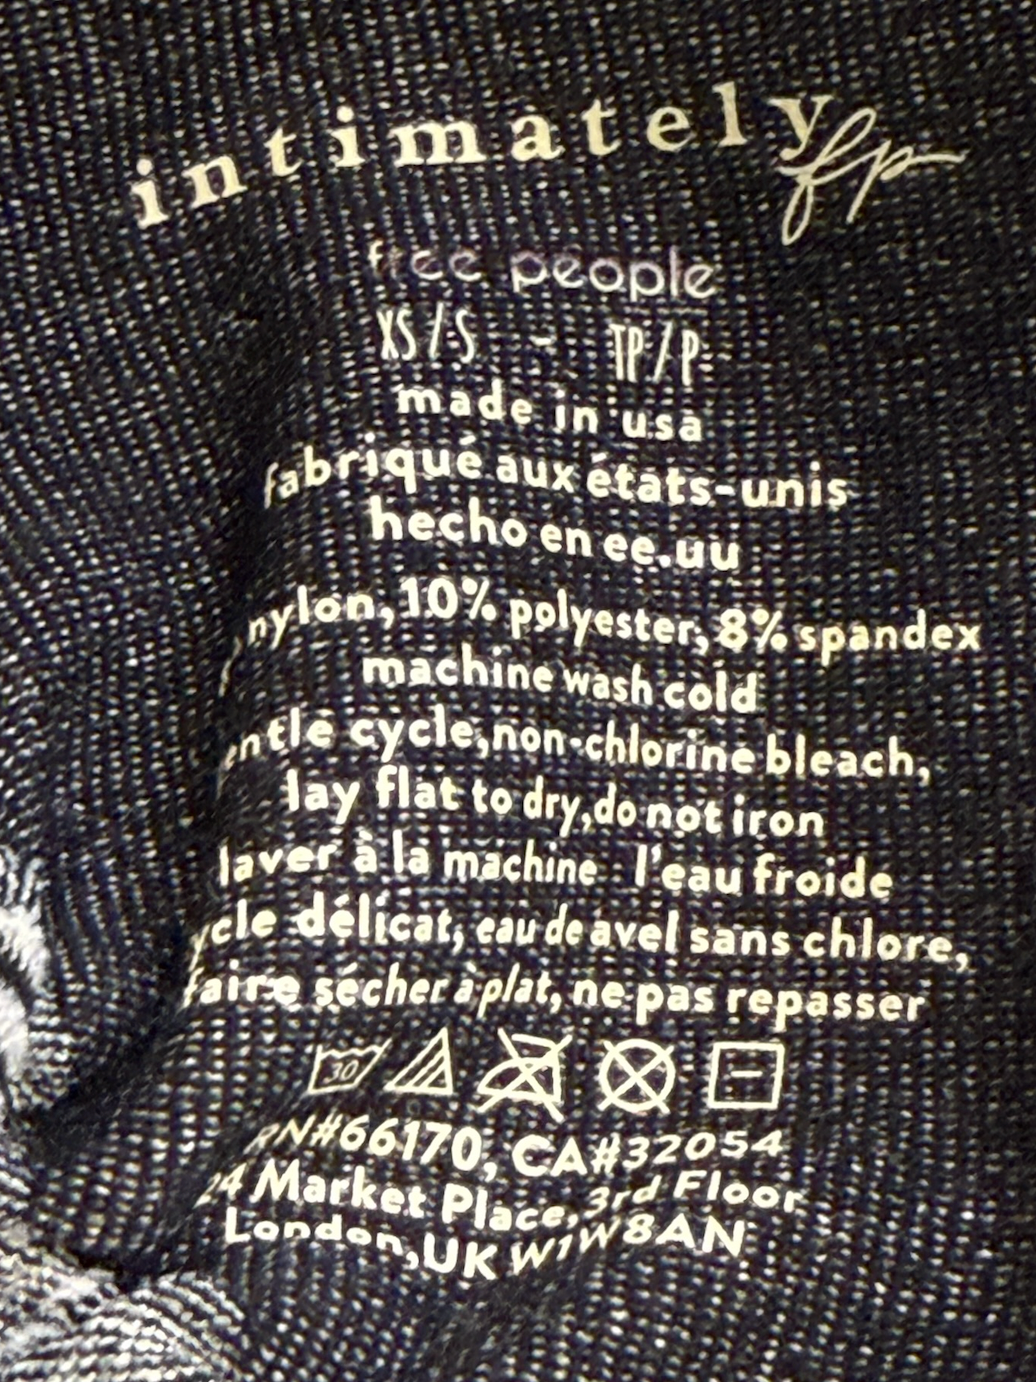 intimately fp
free people
XS/S - TP/P
made in usa
fabriqué aux états-unis
hecho en ee.uu
nylon, 10% polyester, 8% spandex
machine wash cold
entle cycle, non-chlorine bleach,
lay flat to dry, do not iron
laver à la machine l'eau froide
ycle délicat, eau de avel sans chlore,
faire sécher à plat, ne pas repasser
30
RN#66170, CA#32054
24 Market Place, 3rd Floor
London, UK W1W8AN